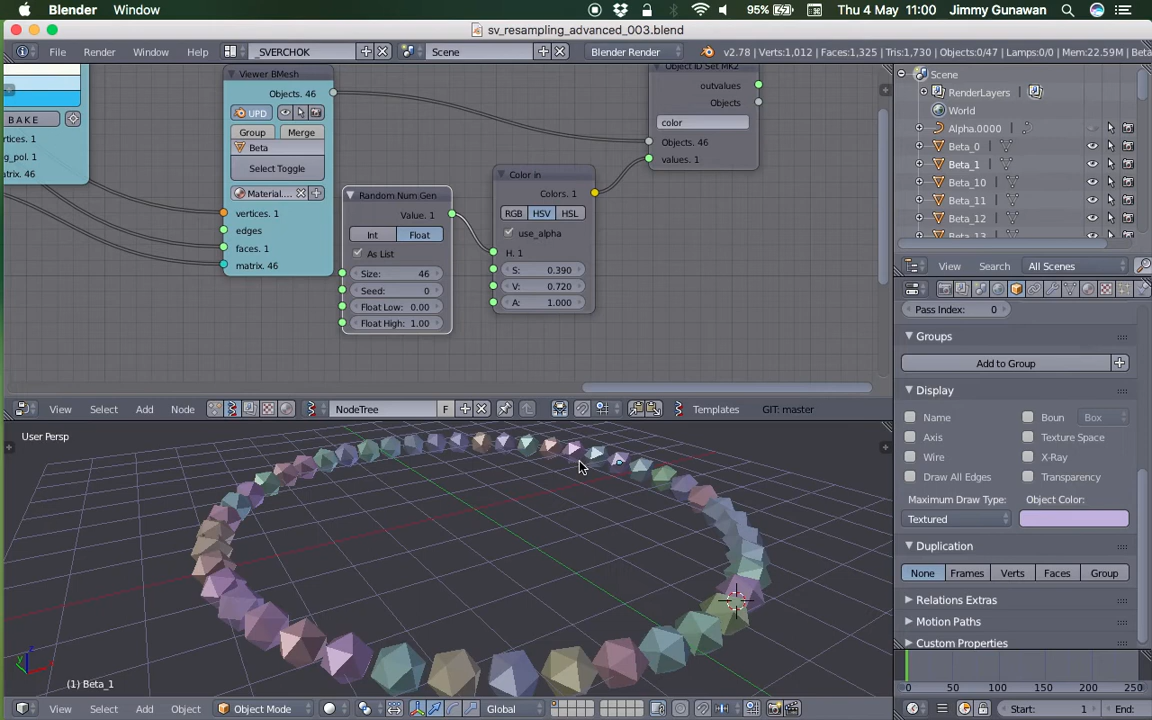 Blender Window 95% Thu 4 May 11:00 Jimmy Gunawan
sv_resampling_advanced_003.blend
File Render Window Help _SVERCHOK Scene Blender Render v2.78 | Verts:1,012 | Faces:1,325 | Tris:1,730 | Objects:0/47 | Lamps:0/0 | Mem:22.59M
Viewer BMesh
Objects. 46
UPD
Group Merge
Beta
Select Toggle
Material....
vertices. 1
edges
faces. 1
matrix. 46
BAKE
Random Num Gen
Value. 1
Int Float
As List
Size: 46
Seed: 0
Float Low: 0.00
Float High: 1.00
Color in
Colors. 1
RGB HSV HSL
use_alpha
H. 1
S: 0.390
V: 0.720
A: 1.000
Object ID Set MK2
outvalues
Objects
color
Objects. 46
values. 1
View Select Add Node NodeTree F Templates GIT: master
User Persp
(1) Beta_1
View Select Add Object Object Mode Global
Scene
RenderLayers
World
Alpha.0000
Beta_0
Beta_1
Beta_10
Beta_11
Beta_12
Beta_13
View Search All Scenes
Pass Index: 0
Groups
Add to Group
Display
Name Boun Box
Axis Texture Space
Wire X-Ray
Draw All Edges Transparency
Maximum Draw Type: Object Color:
Textured
Duplication
None Frames Verts Faces Group
Relations Extras
Motion Paths
Custom Properties
0 50 100 150 200 250
Start: 1 End: